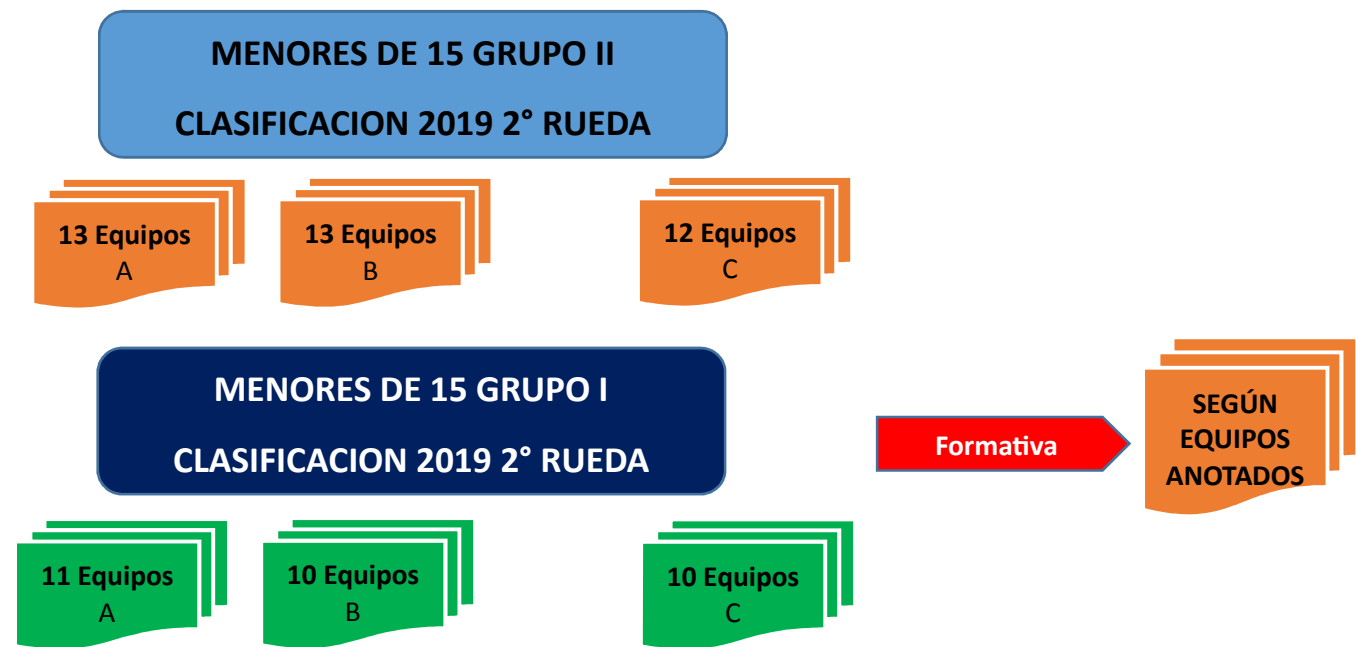 MENORES DE 15 GRUPO II
CLASIFICACION 2019 2° RUEDA
13 Equipos
A
13 Equipos
B
12 Equipos
C
MENORES DE 15 GRUPO I
CLASIFICACION 2019 2° RUEDA
Formativa
SEGÚN
EQUIPOS
ANOTADOS
11 Equipos
A
10 Equipos
B
10 Equipos
C